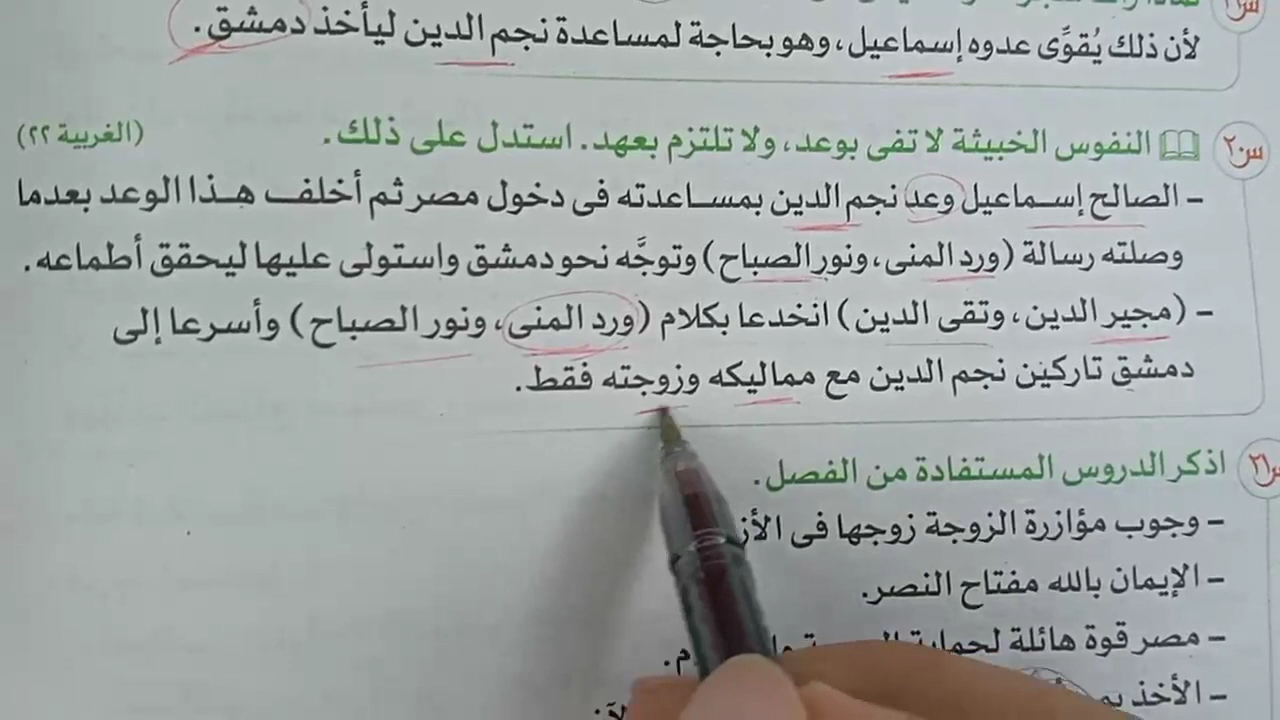 س١٩
لأن ذلك يُقوِّى عدوه إسماعيل، وهو بحاجة لمساعدة نجم الدين ليأخذ دمشق.
س٢٠ النفوس الخبيثة لا تفى بوعد، ولا تلتزم بعهد. استدل على ذلك. (الغربية ٢٢)
- الصالح إسماعيل وعد نجم الدين بمساعدته فى دخول مصر ثم أخلف هذا الوعد بعدما
وصلته رسالة (ورد المنى، ونور الصباح) وتوجَّه نحو دمشق واستولى عليها ليحقق أطماعه.
- (مجير الدين، وتقى الدين) انخدعا بكلام (ورد المنى، ونور الصباح) وأسرعا إلى
دمشق تاركين نجم الدين مع مماليكه وزوجته فقط.
س٢١ اذكر الدروس المستفادة من الفصل.
- وجوب مؤازرة الزوجة زوجها فى
- الإيمان بالله مفتاح النصر.
- مصر قوة هائلة لحماية
- الأخذ